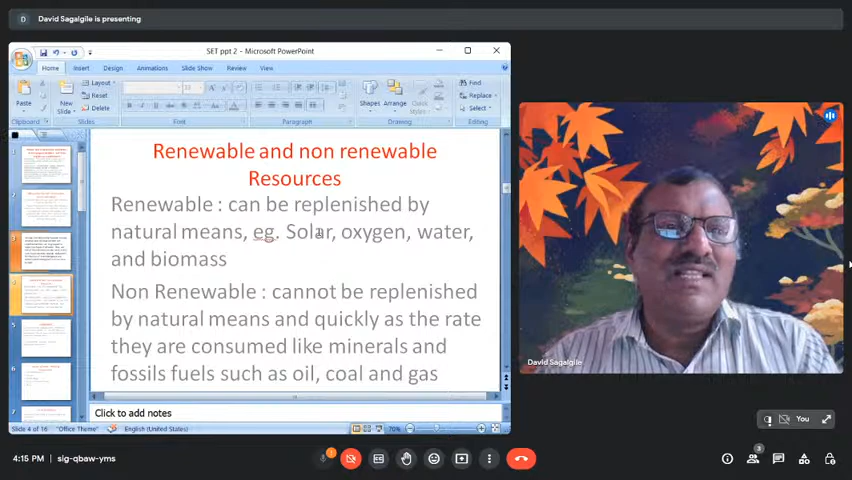 D David Sagalgile is presenting
SET ppt 2 - Microsoft PowerPoint
Home Insert Design Animations Slide Show Review View
Paste
New
Slide
Layout
Reset
Delete
Shapes Arrange Quick
Styles
Find
Replace
Select
Clipboard Slides Font Paragraph Drawing Editing
Renewable and non renewable
Resources
Renewable : can be replenished by
natural means, eg. Solar, oxygen, water,
and biomass
Non Renewable : cannot be replenished
by natural means and quickly as the rate
they are consumed like minerals and
fossils fuels such as oil, coal and gas
5
6
7
Click to add notes
Slide 4 of 16 "Office Theme" English (United States) 70%
David Sagalgile
You
4:15 PM sig-qbaw-yms
3